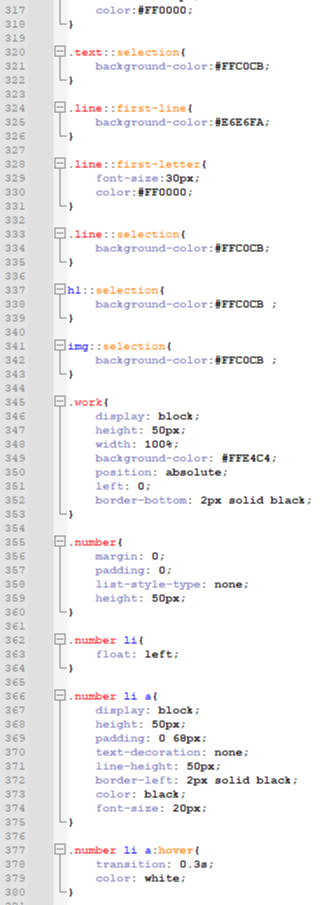 317 color:#FF0000;
318 }
319
320 .text::selection{
321 background-color:#FFC0CB;
322 }
323
324 .line::first-line{
325 background-color:#E6E6FA;
326 }
327
328 .line::first-letter{
329 font-size:30px;
330 color:#FF0000;
331 }
332
333 .line::selection{
334 background-color:#FFC0CB;
335 }
336
337 h1::selection{
338 background-color:#FFC0CB ;
339 }
340
341 img::selection{
342 background-color:#FFC0CB ;
343 }
344
345 .work{
346 display: block;
347 height: 50px;
348 width: 100%;
349 background-color: #FFE4C4;
350 position: absolute;
351 left: 0;
352 border-bottom: 2px solid black;
353 }
354
355 .number{
356 margin: 0;
357 padding: 0;
358 list-style-type: none;
359 height: 50px;
360 }
361
362 .number li{
363 float: left;
364 }
365
366 .number li a{
367 display: block;
368 height: 50px;
369 padding: 0 68px;
370 text-decoration: none;
371 line-height: 50px;
372 border-left: 2px solid black;
373 color: black;
374 font-size: 20px;
375 }
376
377 .number li a:hover{
378 transition: 0.3s;
379 color: white;
380 }